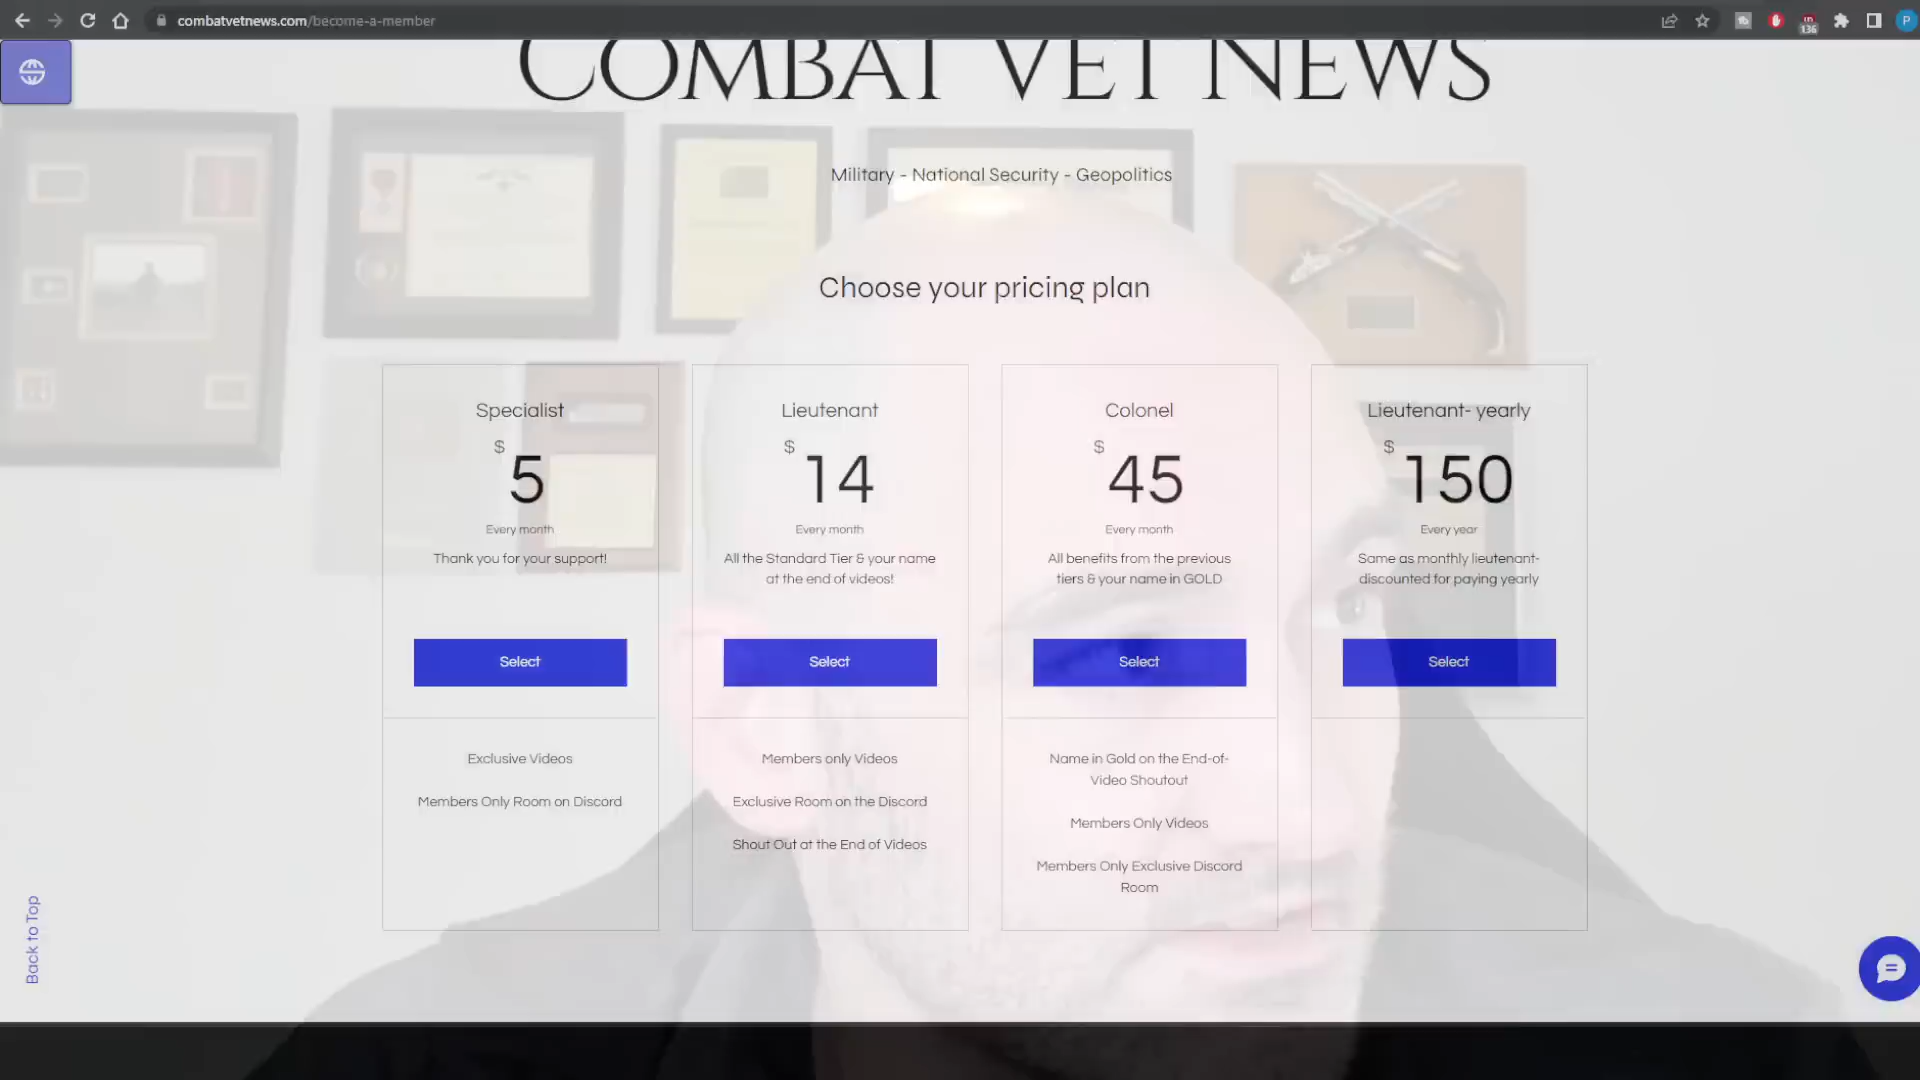 combatvetnews.com/become-a-member
136
P
COMBAT VET NEWS
Military - National Security - Geopolitics
Choose your pricing plan
Specialist
$
5
Every month
Thank you for your support!
Select
Exclusive Videos
Members Only Room on Discord
Lieutenant
$
14
Every month
All the Standard Tier & your name
at the end of videos!
Select
Members only Videos
Exclusive Room on the Discord
Shout Out at the End of Videos
Colonel
$
45
Every month
All benefits from the previous
tiers & your name in GOLD
Select
Name in Gold on the End-of-
Video Shoutout
Members Only Videos
Members Only Exclusive Discord
Room
Lieutenant- yearly
$
150
Every year
Same as monthly lieutenant-
discounted for paying yearly
Select
Back to Top